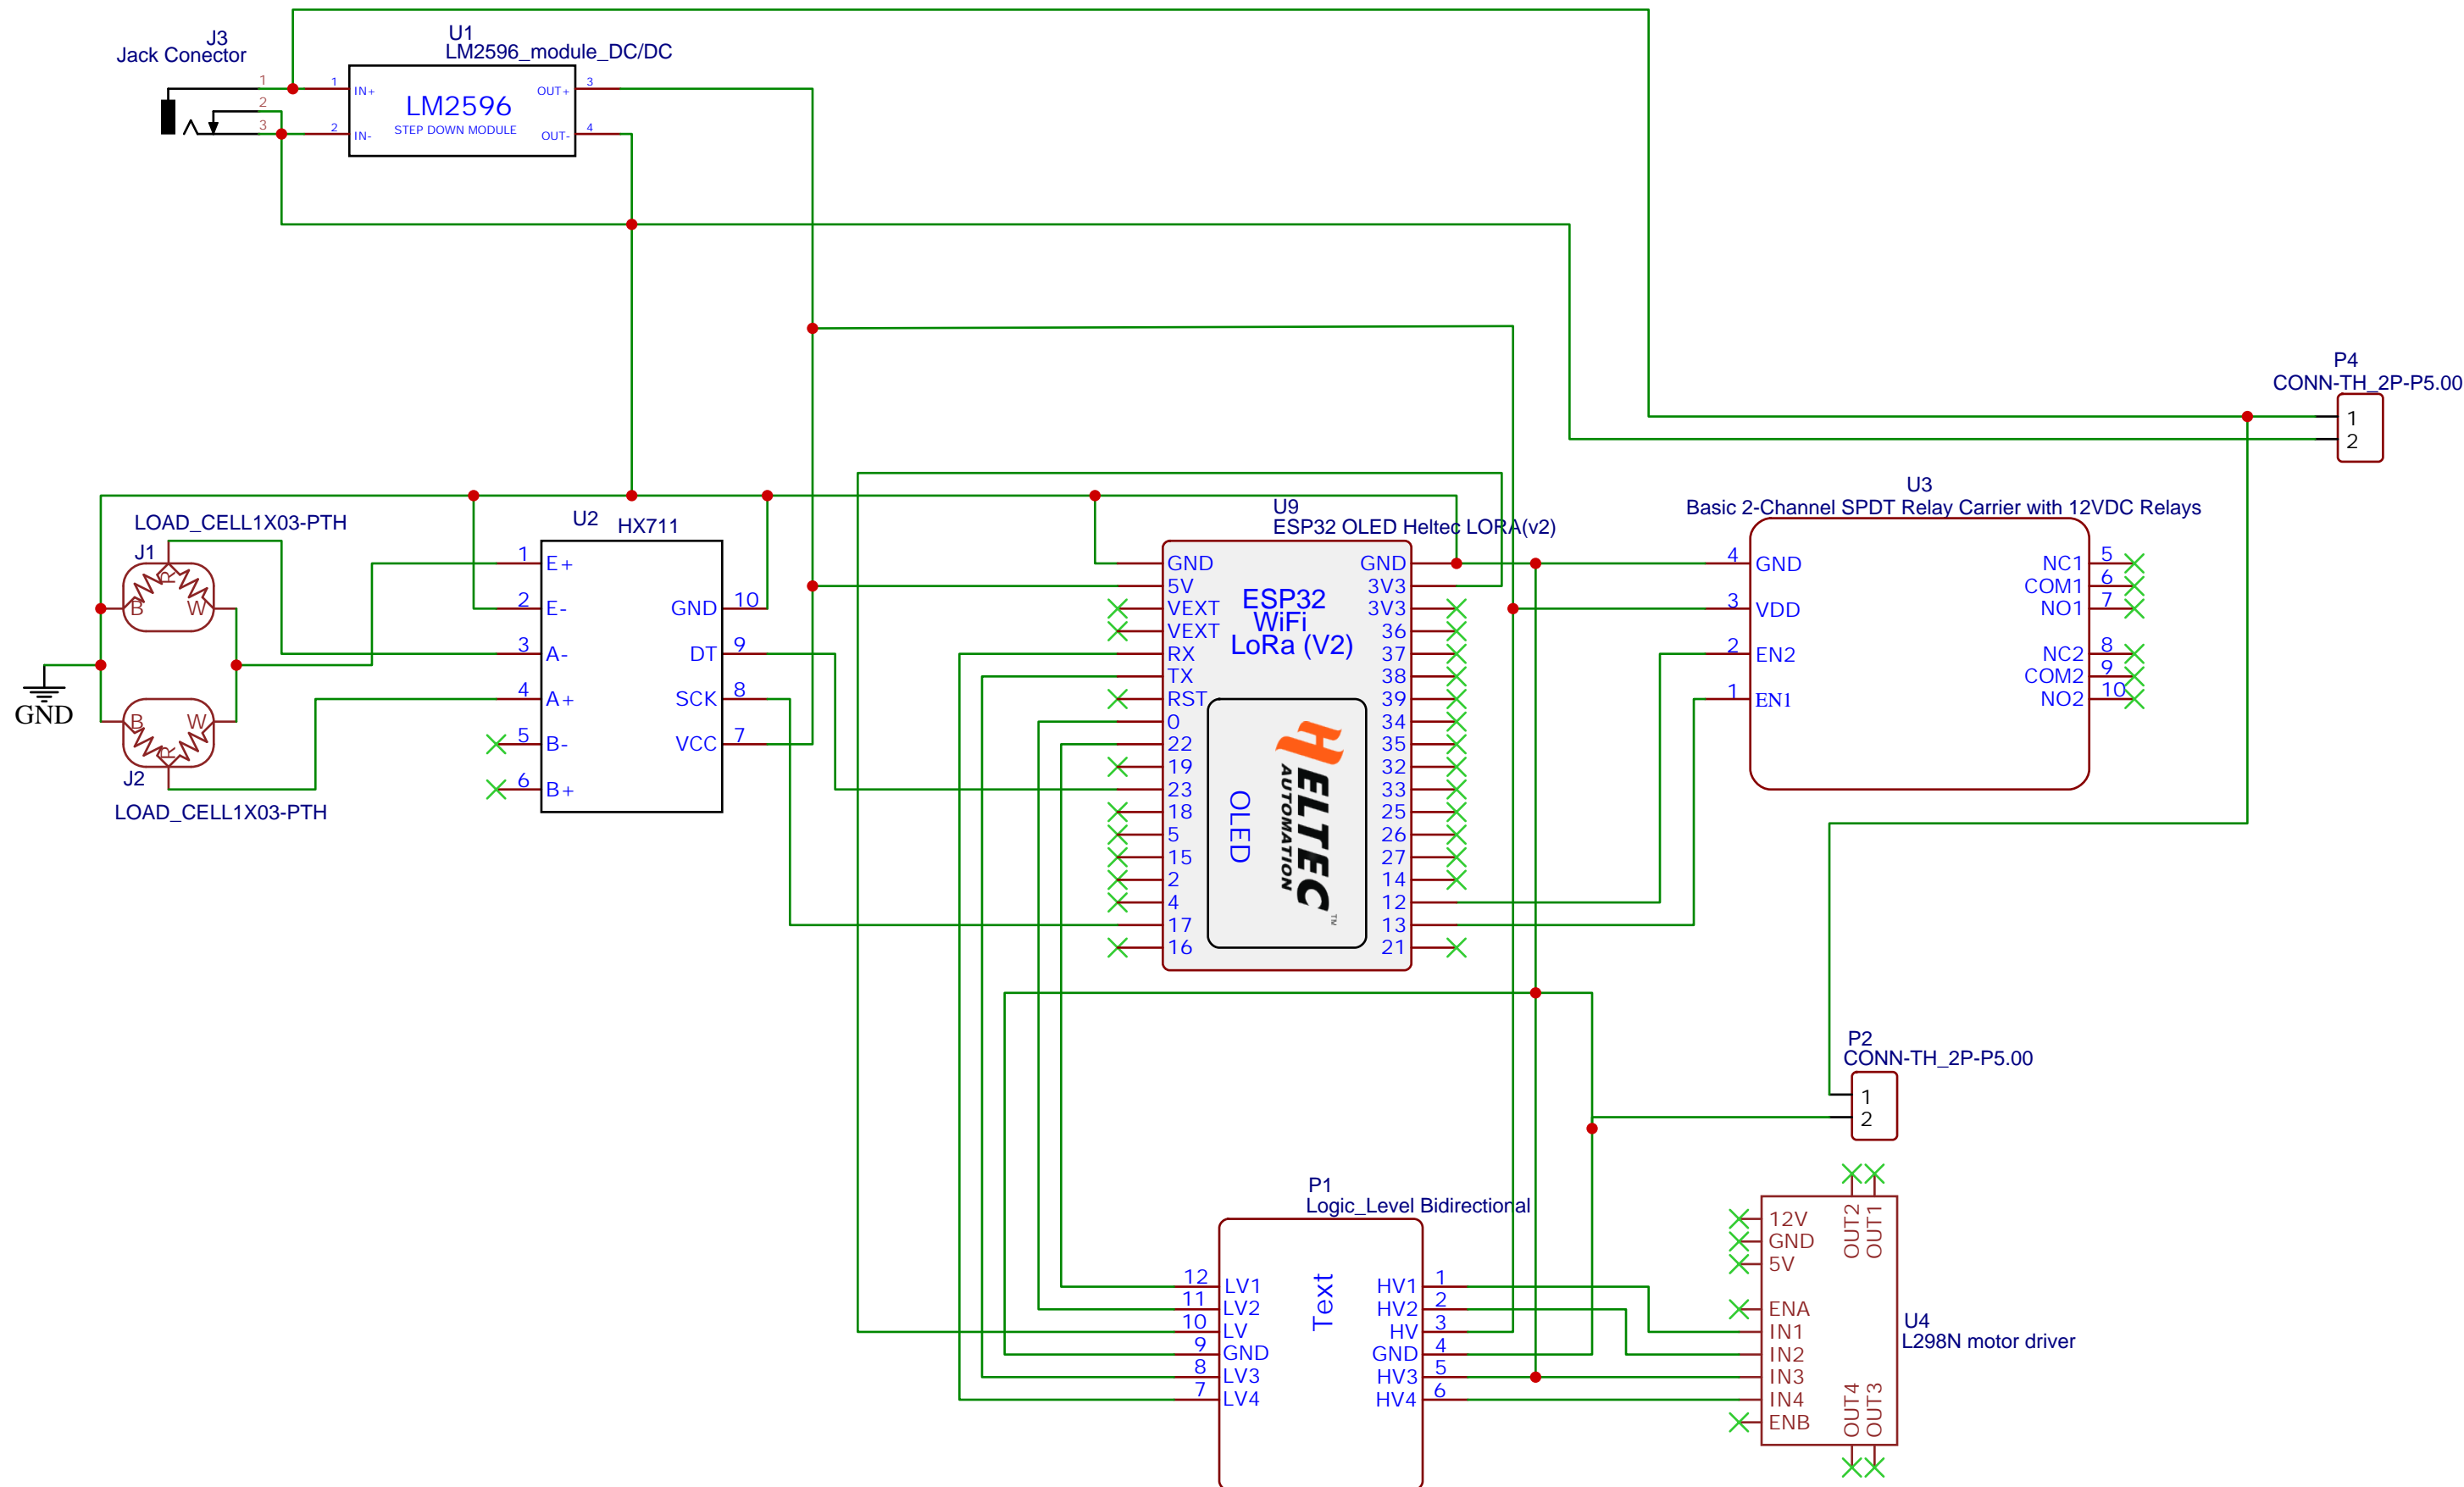 J3
Jack Conector
1
2
3
U1
LM2596_module_DC/DC
1
IN+
2
IN-
LM2596
STEP DOWN MODULE
3
OUT+
4
OUT-
P4
CONN-TH_2P-P5.00
1
2
LOAD_CELL1X03-PTH
J1
B
R
W
GND
B
R
W
J2
LOAD_CELL1X03-PTH
U2
HX711
1 E+
2 E-
3 A-
4 A+
5 B-
6 B+
GND 10
DT 9
SCK 8
VCC 7
U9
ESP32 OLED Heltec LORA(v2)
ESP32
WiFi
LoRa (V2)
GND
5V
VEXT
VEXT
RX
TX
RST
0
22
19
23
18
5
15
2
4
17
16
GND
3V3
3V3
36
37
38
39
34
35
32
33
25
26
27
14
12
13
21
OLED
HELTEC
AUTOMATION
TM
U3
Basic 2-Channel SPDT Relay Carrier with 12VDC Relays
4 GND
3 VDD
2 EN2
1 EN1
NC1 5
COM1 6
NO1 7
NC2 8
COM2 9
NO2 10
P2
CONN-TH_2P-P5.00
1
2
P1
Logic_Level Bidirectional
Text
12 LV1
11 LV2
10 LV
9 GND
8 LV3
7 LV4
HV1 1
HV2 2
HV 3
GND 4
HV3 5
HV4 6
12V
GND
5V
ENA
IN1
IN2
IN3
IN4
ENB
OUT2
OUT1
OUT4
OUT3
U4
L298N motor driver